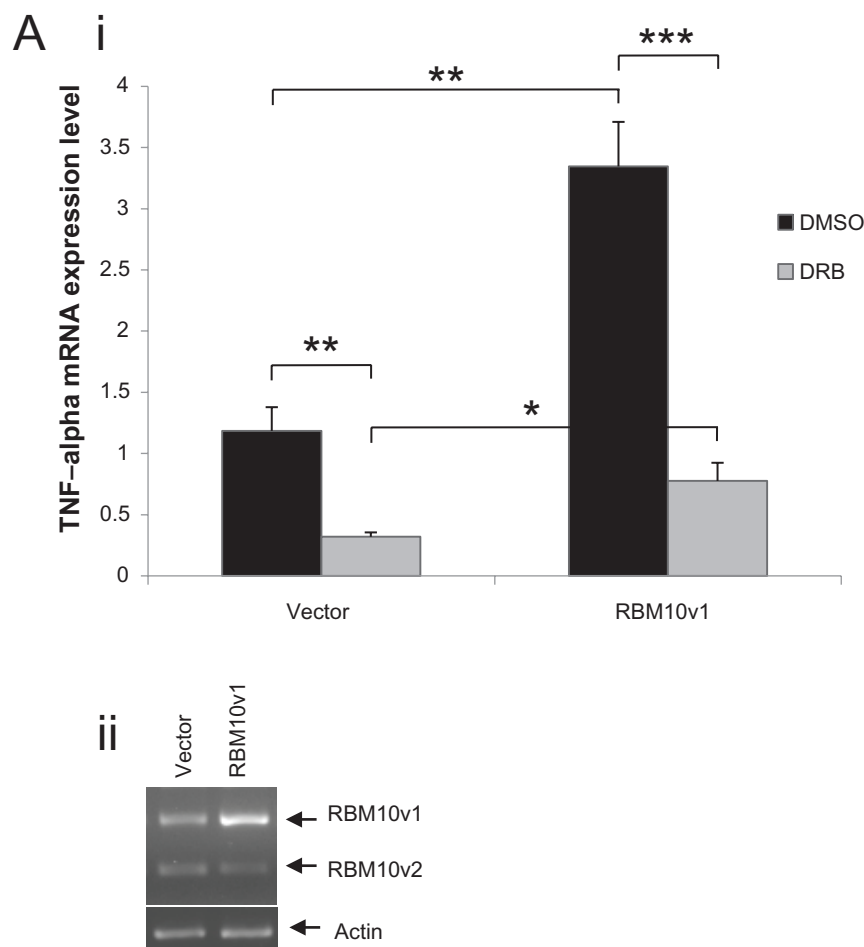 A i
***
**
4
3.5
3
2.5
2
1.5
1
0.5
0
TNF–alpha mRNA expression level
DMSO
DRB
**
*
Vector
RBM10v1
ii
Vector
RBM10v1
RBM10v1
RBM10v2
Actin